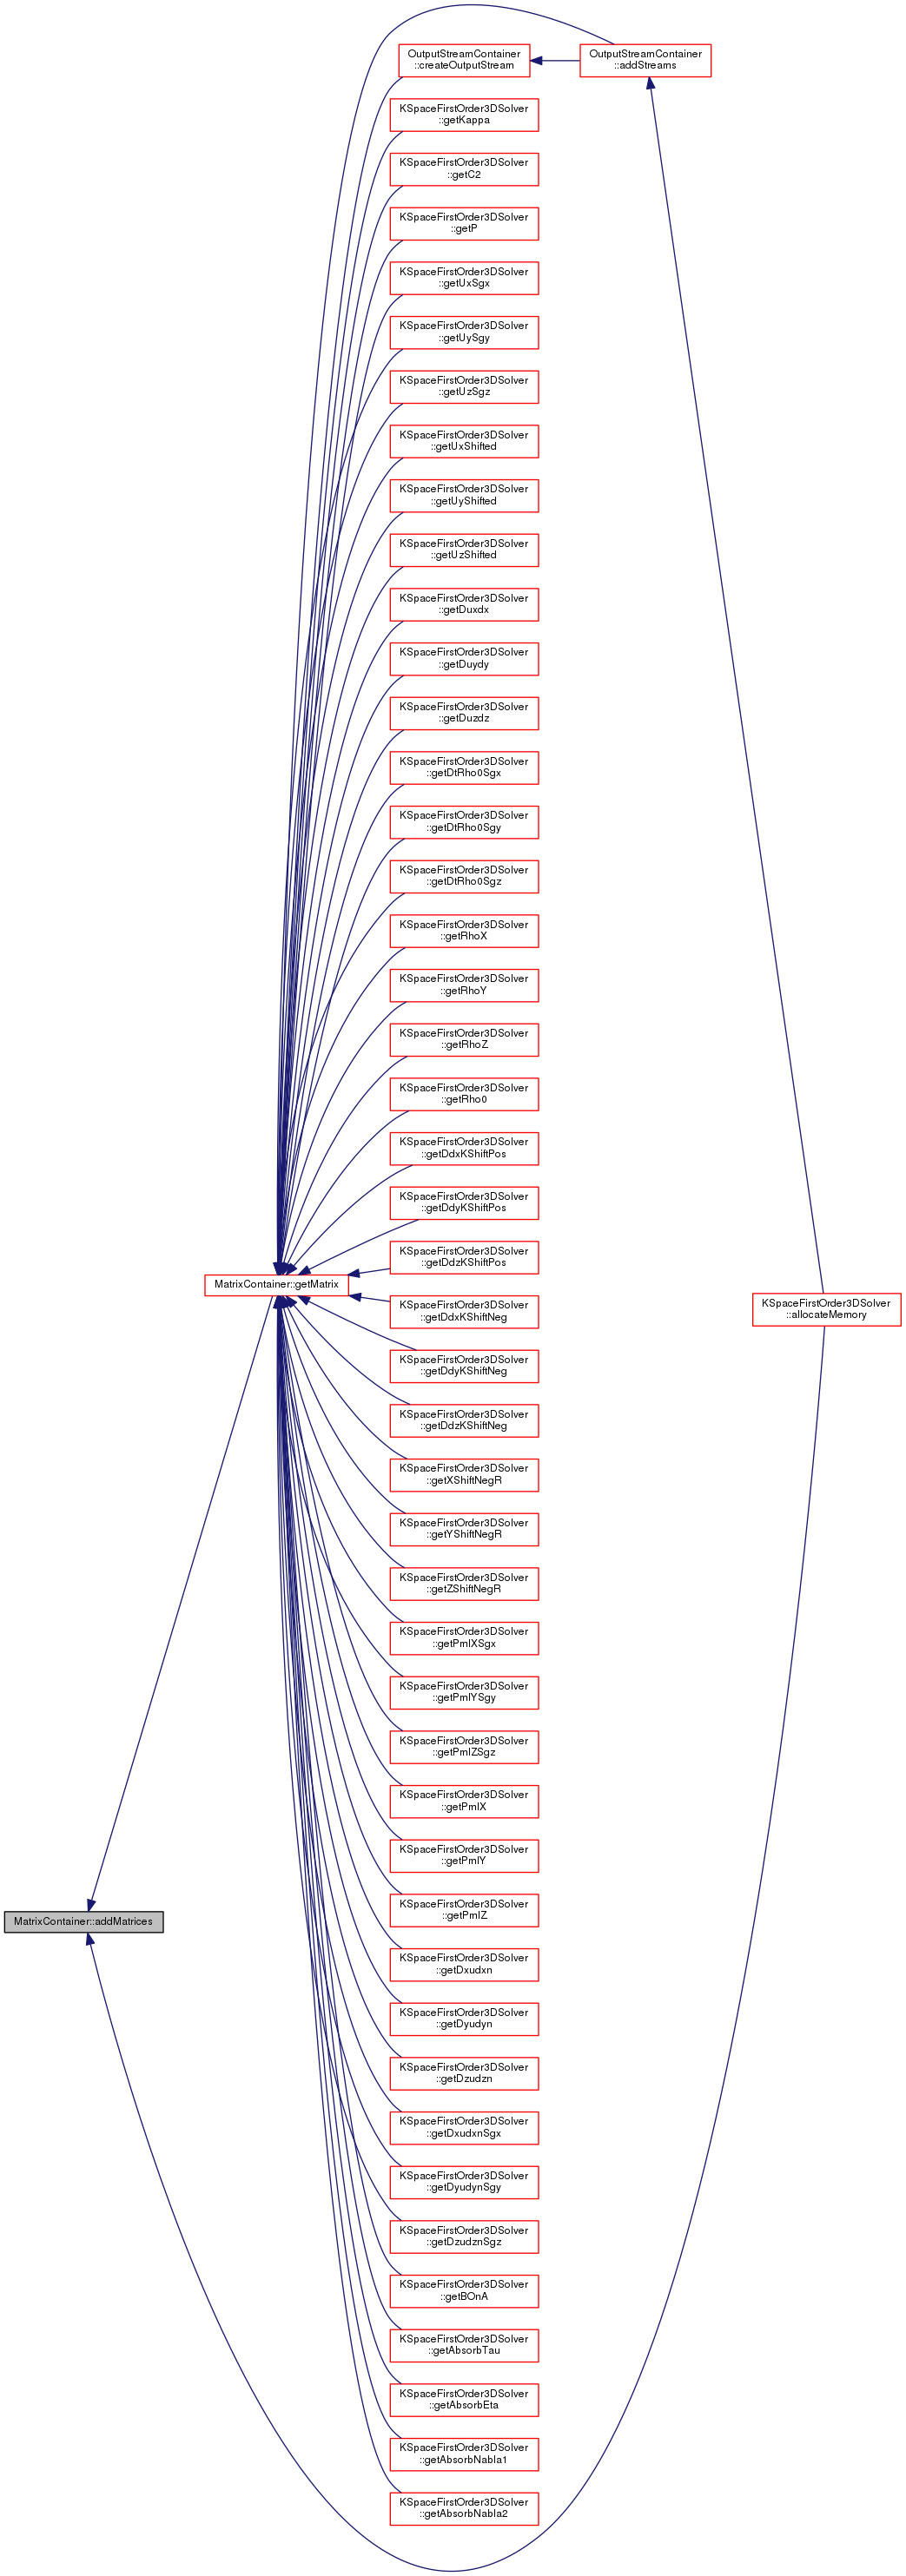 OutputStreamContainer
::createOutputStream
OutputStreamContainer
::addStreams
KSpaceFirstOrder3DSolver
::getKappa
KSpaceFirstOrder3DSolver
::getC2
KSpaceFirstOrder3DSolver
::getP
KSpaceFirstOrder3DSolver
::getUxSgx
KSpaceFirstOrder3DSolver
::getUySgy
KSpaceFirstOrder3DSolver
::getUzSgz
KSpaceFirstOrder3DSolver
::getUxShifted
KSpaceFirstOrder3DSolver
::getUyShifted
KSpaceFirstOrder3DSolver
::getUzShifted
KSpaceFirstOrder3DSolver
::getDuxdx
KSpaceFirstOrder3DSolver
::getDuydy
KSpaceFirstOrder3DSolver
::getDuzdz
KSpaceFirstOrder3DSolver
::getDtRho0Sgx
KSpaceFirstOrder3DSolver
::getDtRho0Sgy
KSpaceFirstOrder3DSolver
::getDtRho0Sgz
KSpaceFirstOrder3DSolver
::getRhoX
KSpaceFirstOrder3DSolver
::getRhoY
KSpaceFirstOrder3DSolver
::getRhoZ
KSpaceFirstOrder3DSolver
::getRho0
KSpaceFirstOrder3DSolver
::getDdxKShiftPos
KSpaceFirstOrder3DSolver
::getDdyKShiftPos
KSpaceFirstOrder3DSolver
::getDdzKShiftPos
MatrixContainer::getMatrix
KSpaceFirstOrder3DSolver
::getDdxKShiftNeg
KSpaceFirstOrder3DSolver
::allocateMemory
KSpaceFirstOrder3DSolver
::getDdyKShiftNeg
KSpaceFirstOrder3DSolver
::getDdzKShiftNeg
KSpaceFirstOrder3DSolver
::getXShiftNegR
KSpaceFirstOrder3DSolver
::getYShiftNegR
KSpaceFirstOrder3DSolver
::getZShiftNegR
KSpaceFirstOrder3DSolver
::getPmlXSgx
KSpaceFirstOrder3DSolver
::getPmlYSgy
KSpaceFirstOrder3DSolver
::getPmlZSgz
KSpaceFirstOrder3DSolver
::getPmlX
KSpaceFirstOrder3DSolver
::getPmlY
KSpaceFirstOrder3DSolver
::getPmlZ
MatrixContainer::addMatrices
KSpaceFirstOrder3DSolver
::getDxudxn
KSpaceFirstOrder3DSolver
::getDyudyn
KSpaceFirstOrder3DSolver
::getDzudzn
KSpaceFirstOrder3DSolver
::getDxudxnSgx
KSpaceFirstOrder3DSolver
::getDyudynSgy
KSpaceFirstOrder3DSolver
::getDzudznSgz
KSpaceFirstOrder3DSolver
::getBOnA
KSpaceFirstOrder3DSolver
::getAbsorbTau
KSpaceFirstOrder3DSolver
::getAbsorbEta
KSpaceFirstOrder3DSolver
::getAbsorbNabla1
KSpaceFirstOrder3DSolver
::getAbsorbNabla2